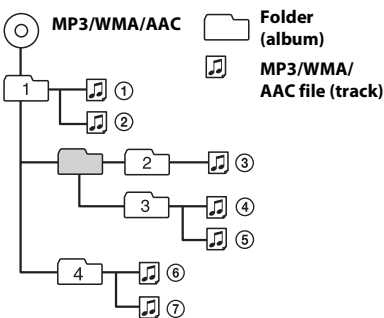 MP3/WMA/AAC
Folder
(album)
MP3/WMA/
AAC file (track)
1
①
②
2
③
3
④
⑤
4
⑥
⑦